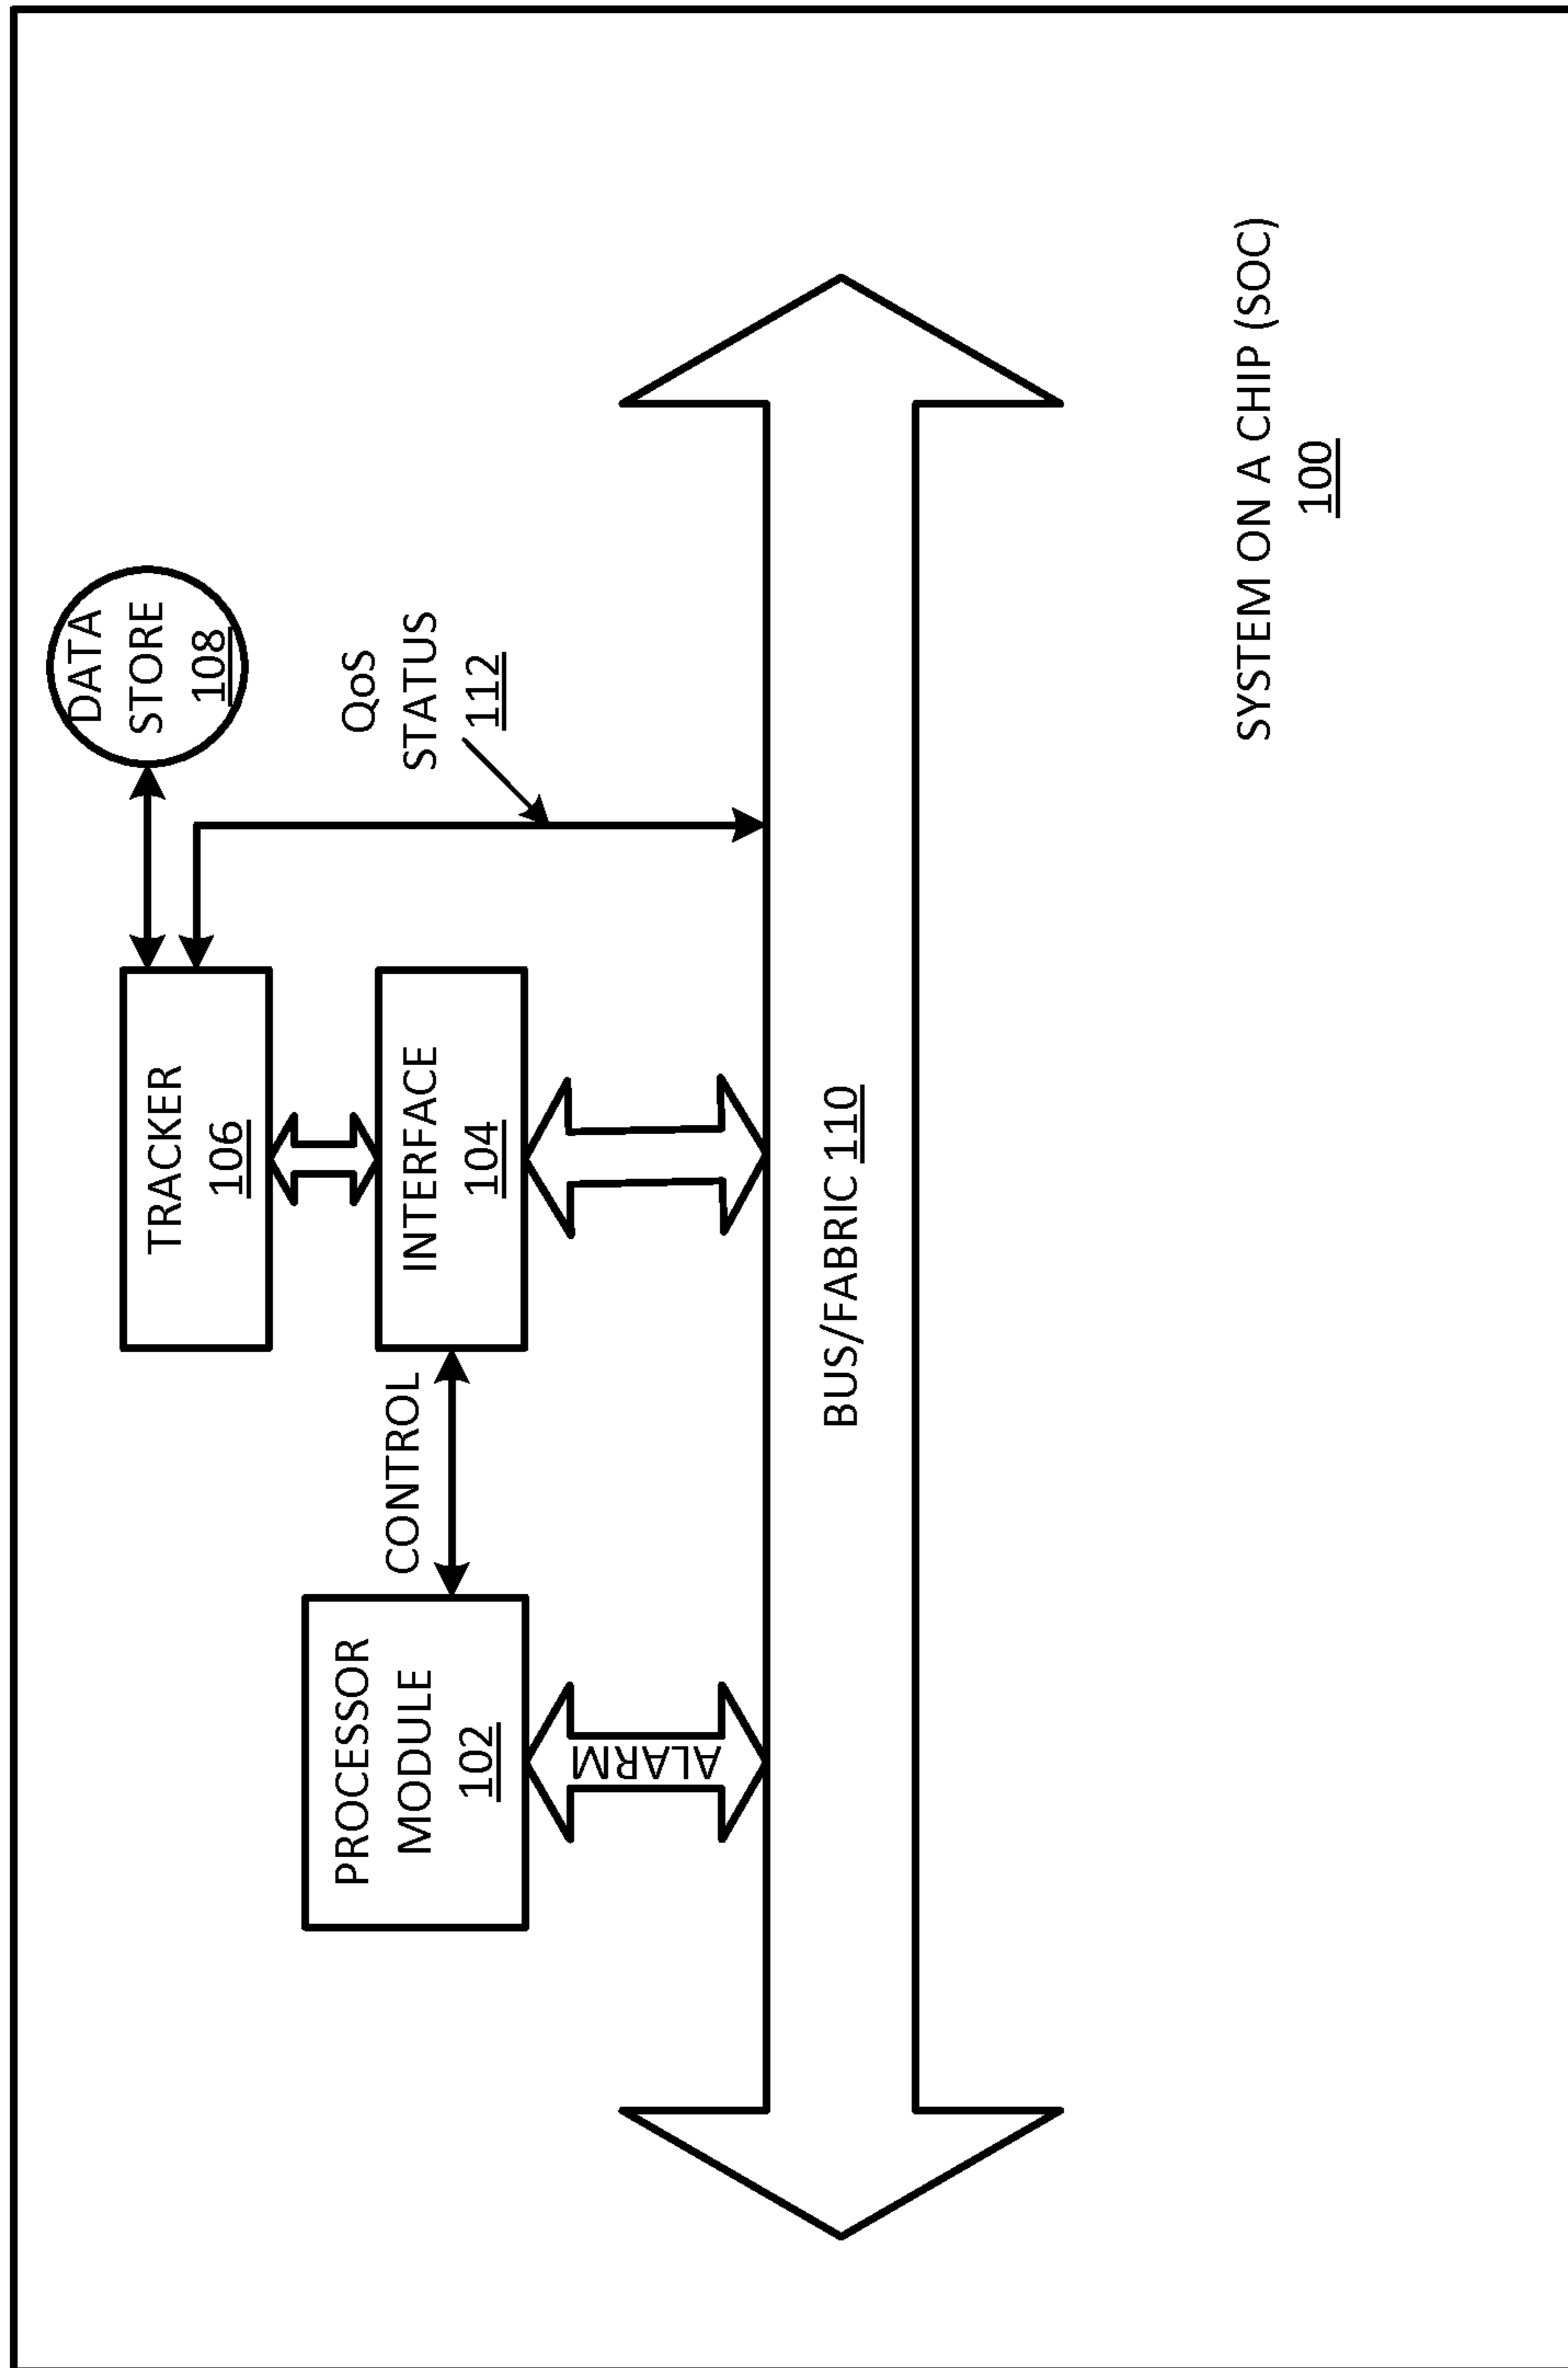 DATA
STORE
108
TRACKER
106
QoS
STATUS
112
PROCESSOR
MODULE
102
CONTROL
INTERFACE
104
ALARM
BUS/FABRIC 110
SYSTEM ON A CHIP (SOC)
100